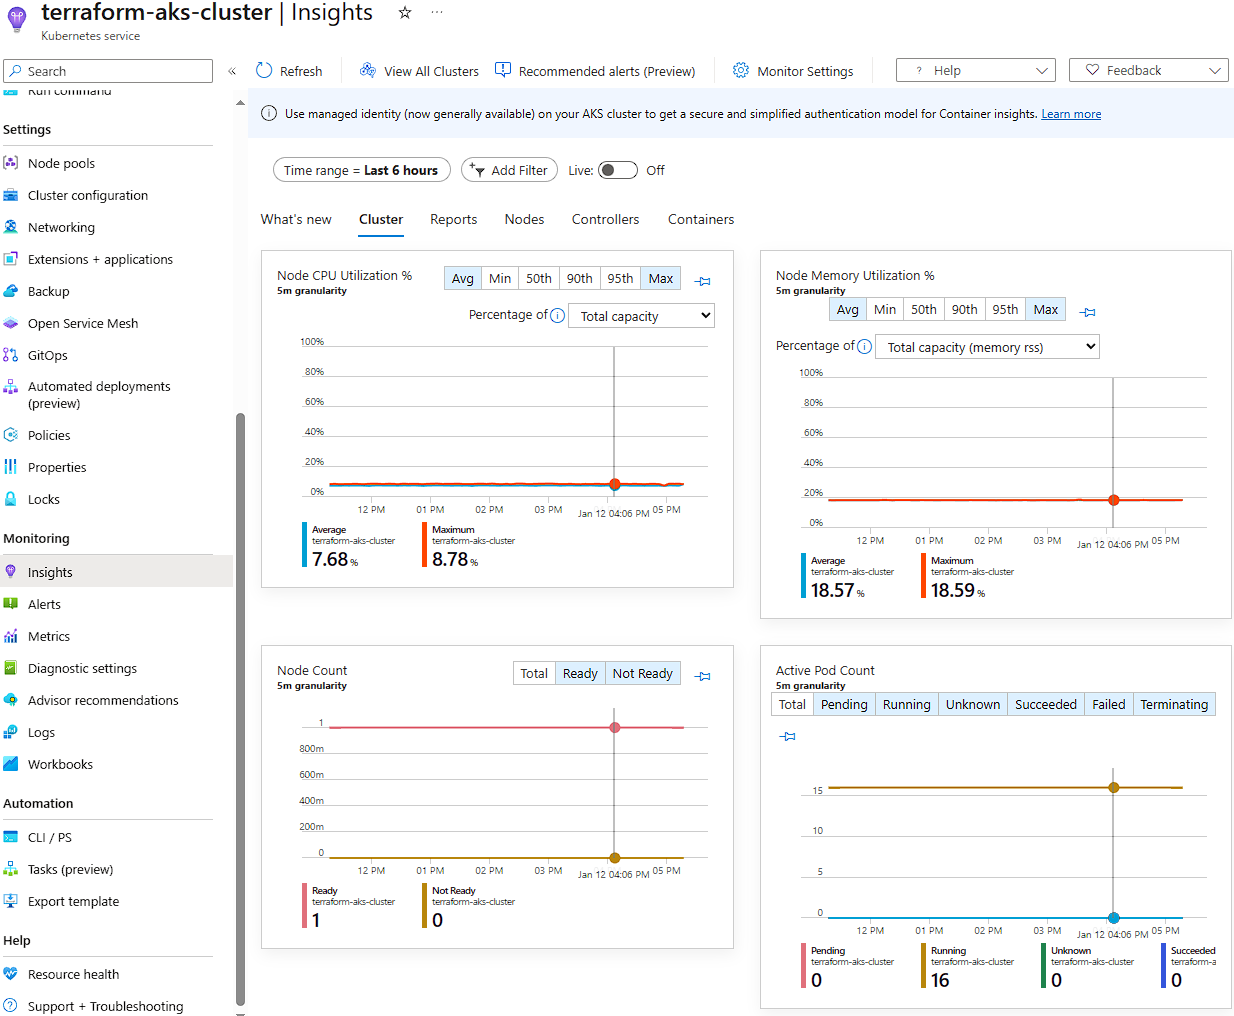 terraform-aks-cluster | Insights
Kubernetes service
Search
Refresh
View All Clusters
Recommended alerts (Preview)
Monitor Settings
Help
Feedback
Run command
Settings
Node pools
Cluster configuration
Networking
Extensions + applications
Backup
Open Service Mesh
GitOps
Automated deployments
(preview)
Policies
Properties
Locks
Monitoring
Insights
Alerts
Metrics
Diagnostic settings
Advisor recommendations
Logs
Workbooks
Automation
CLI / PS
Tasks (preview)
Export template
Help
Resource health
Support + Troubleshooting
Use managed identity (now generally available) on your AKS cluster to get a secure and simplified authentication model for Container insights. Learn more
Time range = Last 6 hours
Add Filter
Live:
Off
What's new
Cluster
Reports
Nodes
Controllers
Containers
Node CPU Utilization %
5m granularity
Avg Min 50th 90th 95th Max
Percentage of
Total capacity
100%
80%
60%
40%
20%
0%
12 PM 01 PM 02 PM 03 PM Jan 12 04:06 PM 05 PM
Average
terraform-aks-cluster
7.68 %
Maximum
terraform-aks-cluster
8.78 %
Node Memory Utilization %
5m granularity
Avg Min 50th 90th 95th Max
Percentage of
Total capacity (memory rss)
100%
80%
60%
40%
20%
0%
12 PM 01 PM 02 PM 03 PM Jan 12 04:06 PM 05 PM
Average
terraform-aks-cluster
18.57 %
Maximum
terraform-aks-cluster
18.59 %
Node Count
5m granularity
Total Ready Not Ready
1
800m
600m
400m
200m
0
12 PM 01 PM 02 PM 03 PM Jan 12 04:06 PM 05 PM
Ready
terraform-aks-cluster
1
Not Ready
terraform-aks-cluster
0
Active Pod Count
5m granularity
Total Pending Running Unknown Succeeded Failed Terminating
15
10
5
0
12 PM 01 PM 02 PM 03 PM Jan 12 04:06 PM 05 PM
Pending
terraform-aks-cluster
0
Running
terraform-aks-cluster
16
Unknown
terraform-aks-cluster
0
Succeeded
terraform-a
0